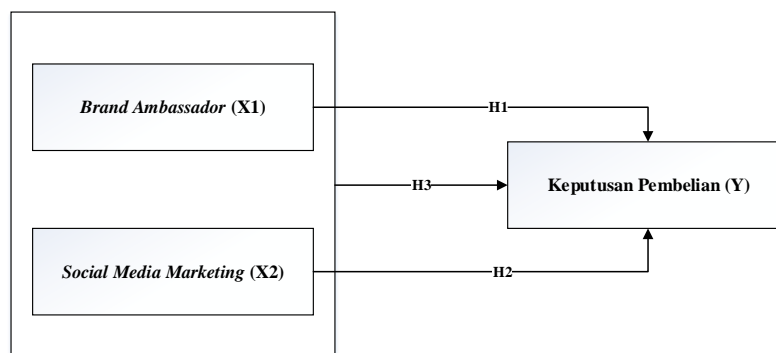 Brand Ambassador (X1)
H1
Keputusan Pembelian (Y)
H3
Social Media Marketing (X2)
H2